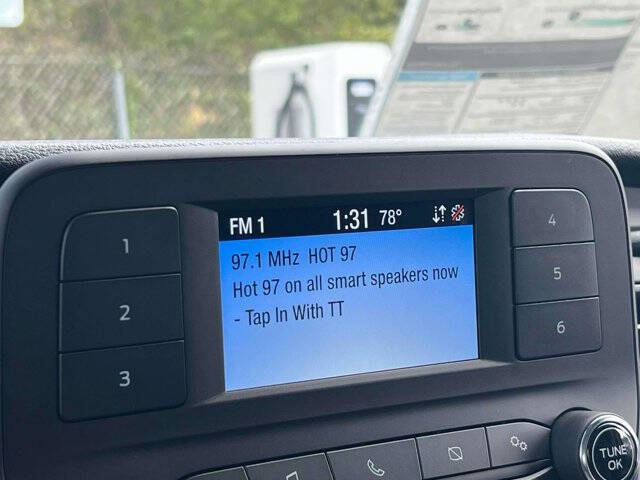 FM 1 1:31 78°
97.1 MHz HOT 97
Hot 97 on all smart speakers now
- Tap In With TT
1
2
3
4
5
6
TUNE
OK